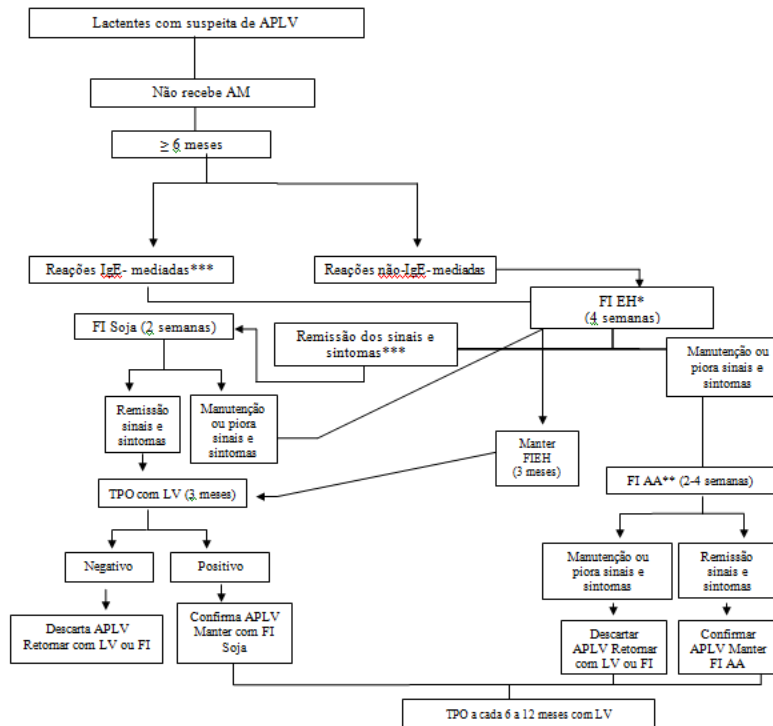 Lactentes com suspeita de APLV
Não recebe AM
≥ 6 meses
Reações IgE- mediadas***
Reações não-IgE- mediadas
FI EH*
(4 semanas)
FI Soja (2 semanas)
Remissão dos sinais e
sintomas***
Manutenção ou
piora sinais e
sintomas
Remissão
sinais e
sintomas
Manutenção
ou piora
sinais e
sintomas
Manter
FIEH
(3 meses)
FI AA** (2-4 semanas)
TPO com LV (3 meses)
Manutenção ou
piora sinais e
sintomas
Remissão
sinais e
sintomas
Negativo
Positivo
Descarta APLV
Retornar com LV ou FI
Confirma APLV
Manter com FI
Soja
Descartar
APLV Retornar
com LV ou FI
Confirmar
APLV Manter
FI AA
TPO a cada 6 a 12 meses com LV